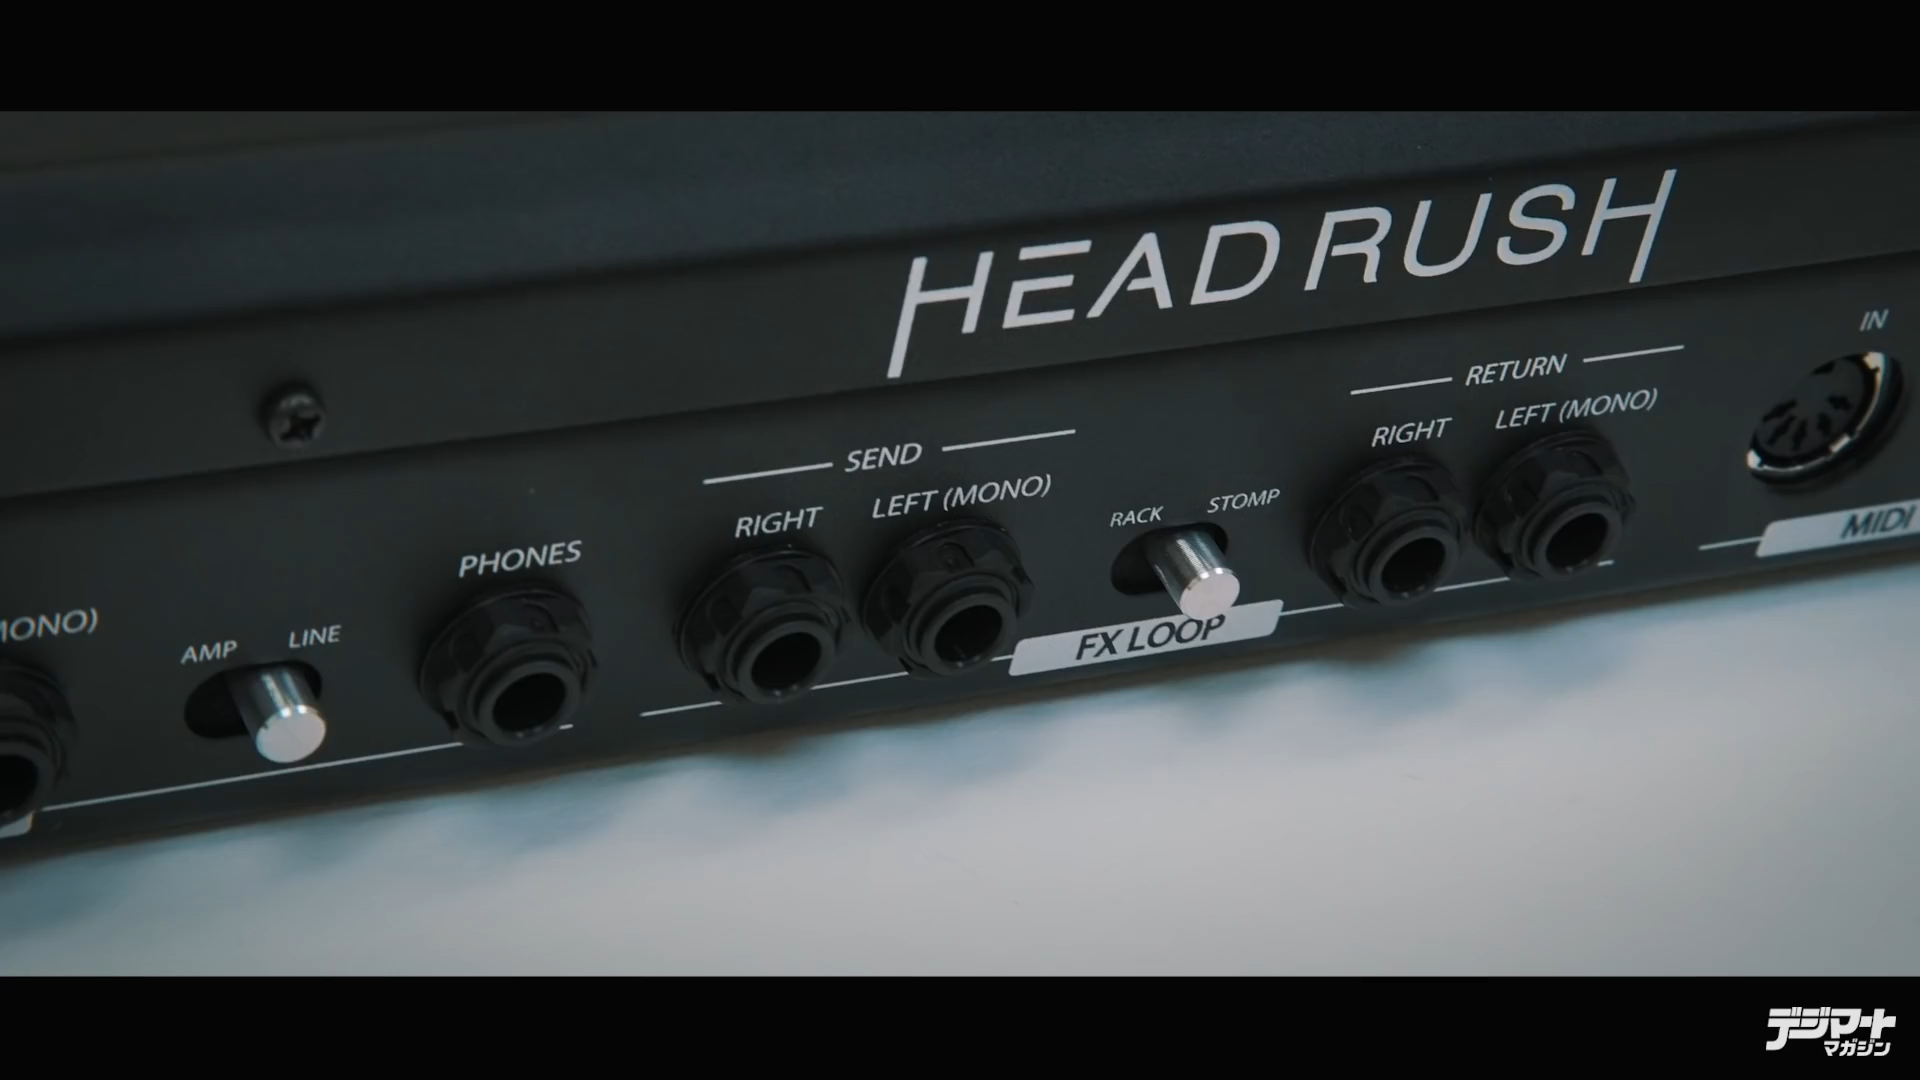 HEADRUSH
IN
RETURN
RIGHT
LEFT (MONO)
SEND
RIGHT
LEFT (MONO)
RACK
STOMP
PHONES
AMP
LINE
MONO)
FX LOOP
MIDI
デジマート
マガジン